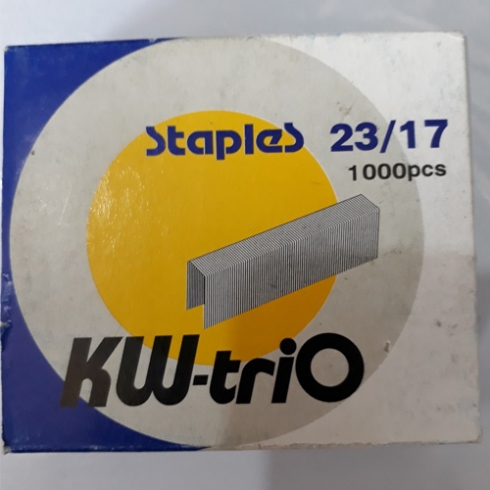 Staples 23/17
1000pcs
KW-triO